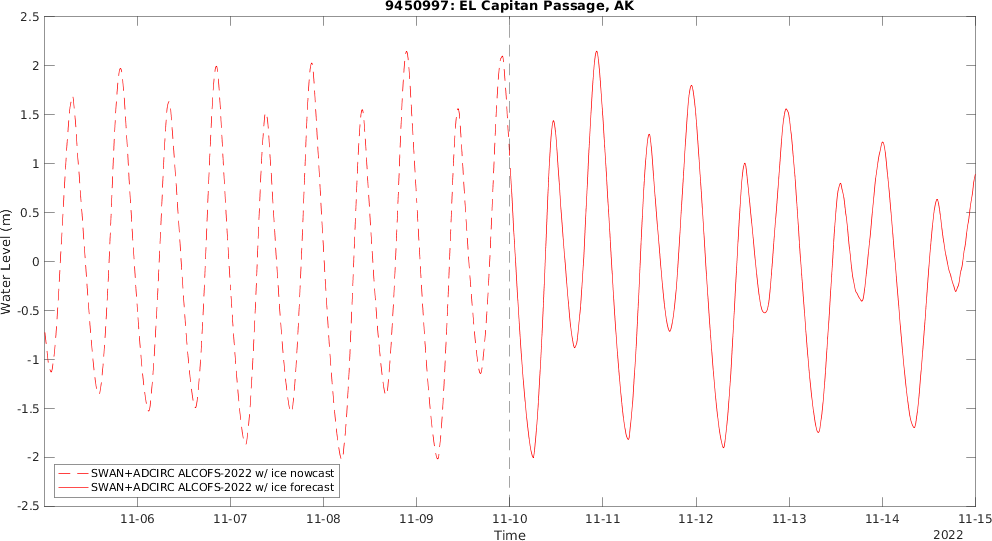 9450997: EL Capitan Passage, AK
2.5
2
1.5
1
0.5
0
-0.5
-1
-1.5
-2
-2.5
Water Level (m)
SWAN+ADCIRC ALCOFS-2022 w/ ice nowcast
SWAN+ADCIRC ALCOFS-2022 w/ ice forecast
11-06 11-07 11-08 11-09 11-10 11-11 11-12 11-13 11-14 11-15
Time
2022